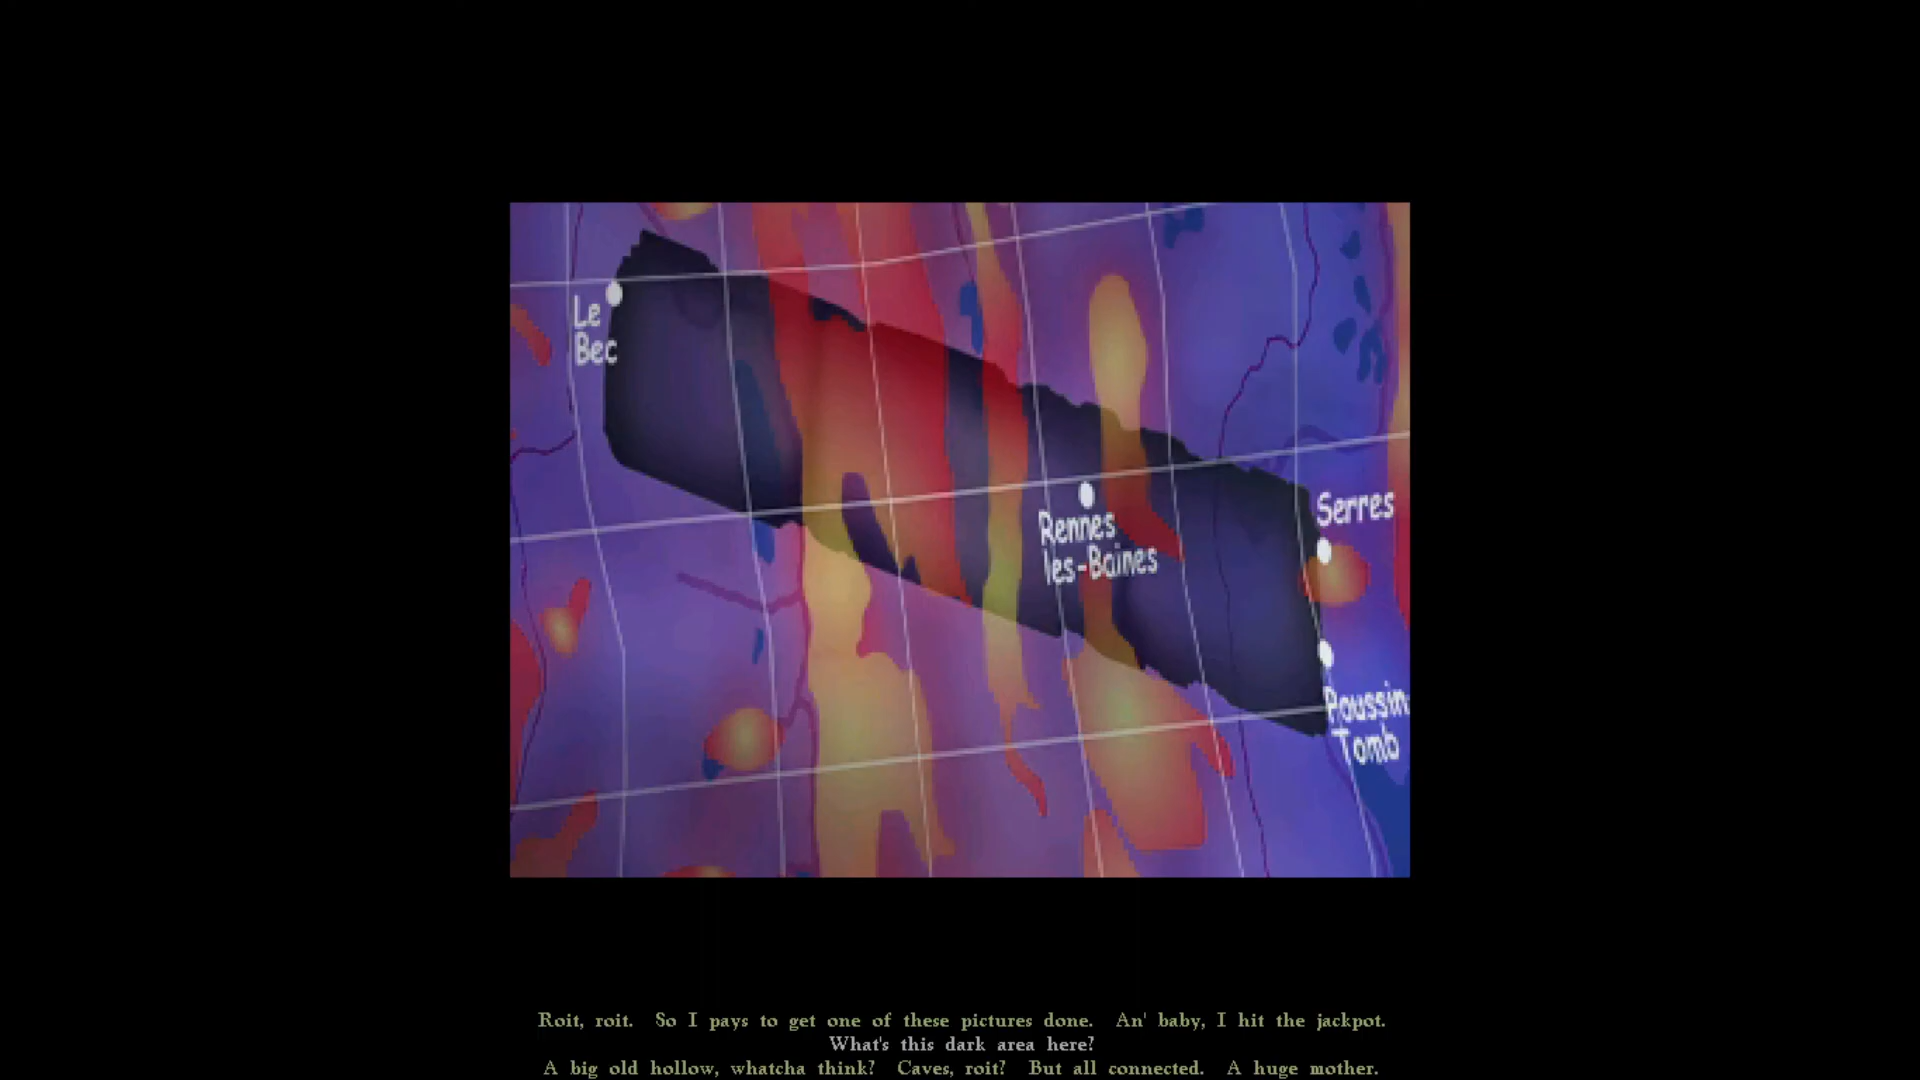 Le
Bec
Serres
Rennes
les-Baines
Poussin
Tomb
Roit, roit. So I pays to get one of these pictures done. An' baby, I hit the jackpot.
What's this dark area here?
A big old hollow, whatcha think? Caves, roit? But all connected. A huge mother.